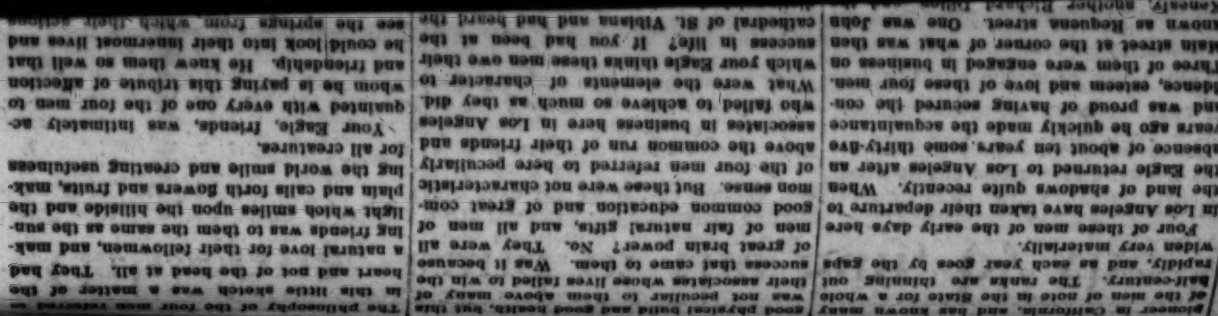 pioneer in California, and has known many
of the men of note in the State for a whole
half-century. The ranks are thinning out
rapidly, and as each year goes by the gaps
widen very materially.
Four of these men of the early days here
in Los Angeles have taken their departure to
the land of shadows quite recently. When
the Eagle returned to Los Angeles after an
absence of about ten years, some thirty-five
years ago he quickly made the acquaintance
and was proud of having secured the con-
fidence, esteem and love of these four men.
Three of them were engaged in business on
Main street at the corner of what was then
known as Requena street. One was John
Kenealy another Richard
good physical build and good health, but this
was not peculiar to them above many of
their associates whose lives failed to win the
success that came to them. Was it because
of great brain power? No. They were all
men of fair natural gifts, and all men of
good common education and of great com-
mon sense. But these were not characteristic
of the four men referred to here peculiarly
above the common run of their friends and
associates in business here in Los Angeles
who failed to achieve so much as they did.
What were the elements of character to
which your Eagle thinks these men owe their
success in life? If you had been at the
cathedral of St. Vibiana and had heard the
The philosophy of the four men referred
in this little sketch was a matter of the
heart and not of the head at all. They had
a natural love for their fellowmen, and mak-
ing friends was to them the same as the sun-
light which smiles upon the hillside and the
plain and calls forth flowers and fruits, mak-
ing the world smile and creating usefulness
for all creatures.
Your Eagle, friends, was intimately ac-
quainted with every one of the four men to
whom he is paying this tribute of affection
and friendship. He knew them so well that
he could look into their innermost lives and
see the springs from which their actions